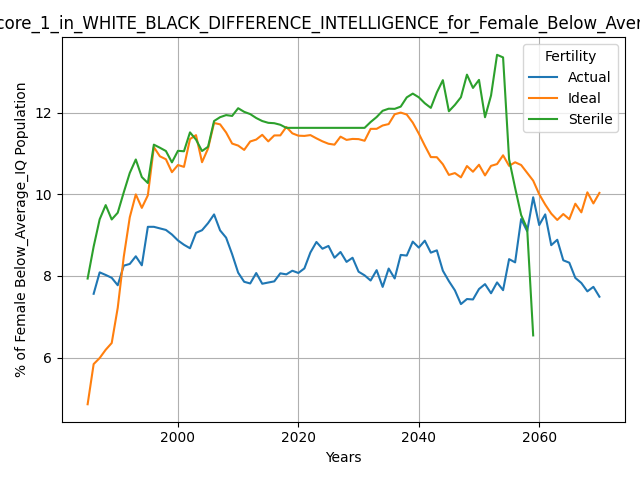 core_1_in_WHITE_BLACK_DIFFERENCE_INTELLIGENCE_for_Female_Below_Aver
Fertility
Actual
Ideal
Sterile
% of Female Below_Average_IQ Population
12
10
8
6
2000
2020
2040
2060
Years